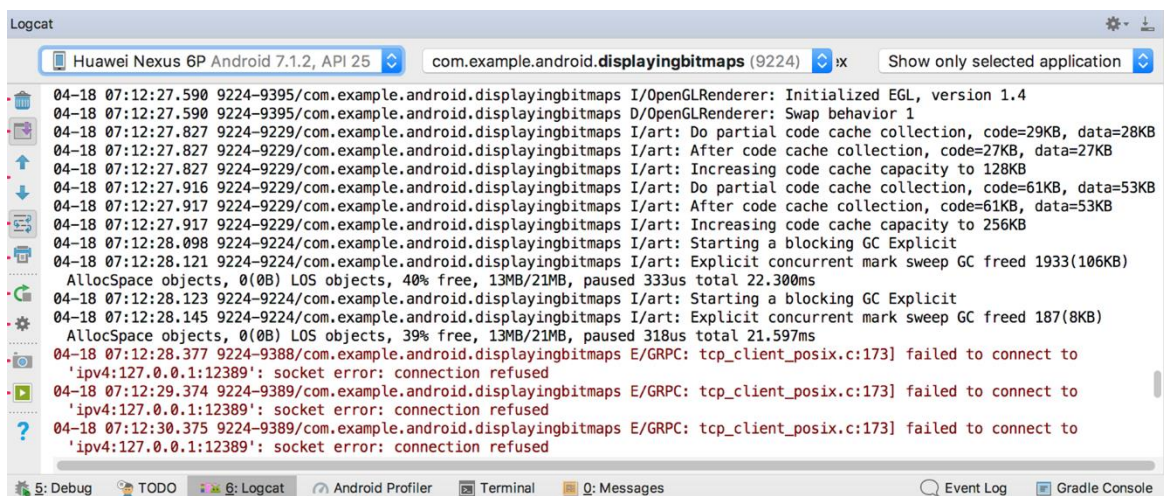 Logcat
Huawei Nexus 6P Android 7.1.2, API 25
com.example.android.displayingbitmaps (9224)
Show only selected application
04-18 07:12:27.590 9224-9395/com.example.android.displayingbitmaps I/OpenGLRenderer: Initialized EGL, version 1.4
04-18 07:12:27.590 9224-9395/com.example.android.displayingbitmaps D/OpenGLRenderer: Swap behavior 1
04-18 07:12:27.827 9224-9229/com.example.android.displayingbitmaps I/art: Do partial code cache collection, code=29KB, data=28KB
04-18 07:12:27.827 9224-9229/com.example.android.displayingbitmaps I/art: After code cache collection, code=27KB, data=27KB
04-18 07:12:27.827 9224-9229/com.example.android.displayingbitmaps I/art: Increasing code cache capacity to 128KB
04-18 07:12:27.916 9224-9229/com.example.android.displayingbitmaps I/art: Do partial code cache collection, code=61KB, data=53KB
04-18 07:12:27.917 9224-9229/com.example.android.displayingbitmaps I/art: After code cache collection, code=61KB, data=53KB
04-18 07:12:27.917 9224-9229/com.example.android.displayingbitmaps I/art: Increasing code cache capacity to 256KB
04-18 07:12:28.098 9224-9224/com.example.android.displayingbitmaps I/art: Starting a blocking GC Explicit
04-18 07:12:28.121 9224-9224/com.example.android.displayingbitmaps I/art: Explicit concurrent mark sweep GC freed 1933(106KB)
AllocSpace objects, 0(0B) LOS objects, 40% free, 13MB/21MB, paused 333us total 22.300ms
04-18 07:12:28.123 9224-9224/com.example.android.displayingbitmaps I/art: Starting a blocking GC Explicit
04-18 07:12:28.145 9224-9224/com.example.android.displayingbitmaps I/art: Explicit concurrent mark sweep GC freed 187(8KB)
AllocSpace objects, 0(0B) LOS objects, 39% free, 13MB/21MB, paused 318us total 21.597ms
04-18 07:12:28.377 9224-9388/com.example.android.displayingbitmaps E/GRPC: tcp_client_posix.c:173] failed to connect to
'ipv4:127.0.0.1:12389': socket error: connection refused
04-18 07:12:29.374 9224-9389/com.example.android.displayingbitmaps E/GRPC: tcp_client_posix.c:173] failed to connect to
'ipv4:127.0.0.1:12389': socket error: connection refused
04-18 07:12:30.375 9224-9389/com.example.android.displayingbitmaps E/GRPC: tcp_client_posix.c:173] failed to connect to
'ipv4:127.0.0.1:12389': socket error: connection refused
5: Debug TODO 6: Logcat Android Profiler Terminal 0: Messages Event Log Gradle Console